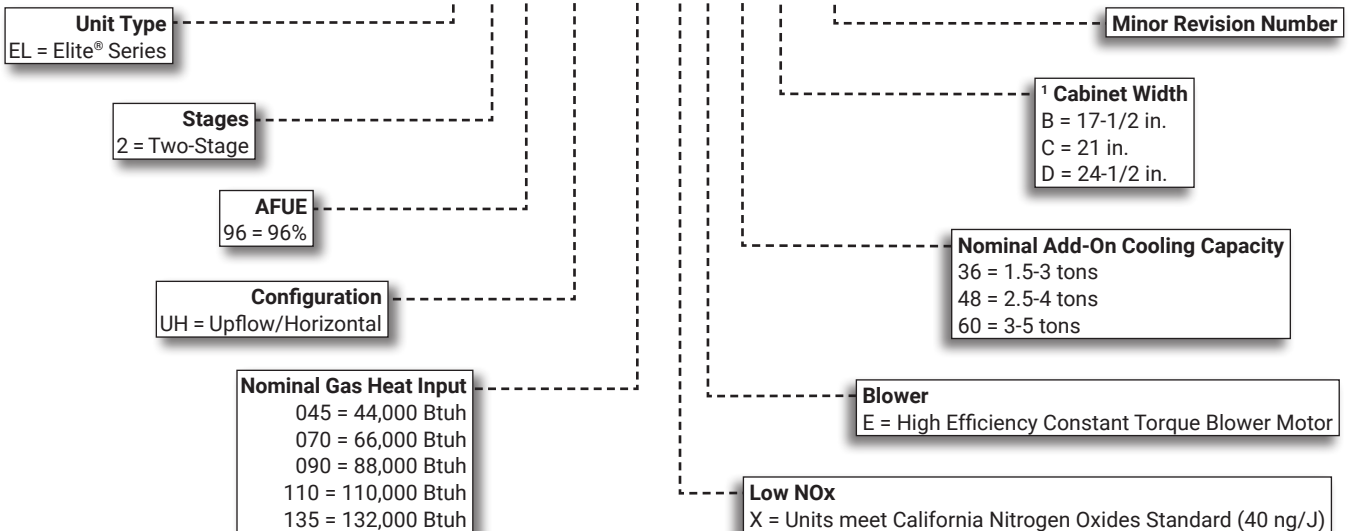 Unit Type
EL = Elite® Series
Stages
2 = Two-Stage
AFUE
96 = 96%
Configuration
UH = Upflow/Horizontal
Nominal Gas Heat Input
045 = 44,000 Btuh
070 = 66,000 Btuh
090 = 88,000 Btuh
110 = 110,000 Btuh
135 = 132,000 Btuh
Minor Revision Number
¹ Cabinet Width
B = 17-1/2 in.
C = 21 in.
D = 24-1/2 in.
Nominal Add-On Cooling Capacity
36 = 1.5-3 tons
48 = 2.5-4 tons
60 = 3-5 tons
Blower
E = High Efficiency Constant Torque Blower Motor
Low NOx
X = Units meet California Nitrogen Oxides Standard (40 ng/J)